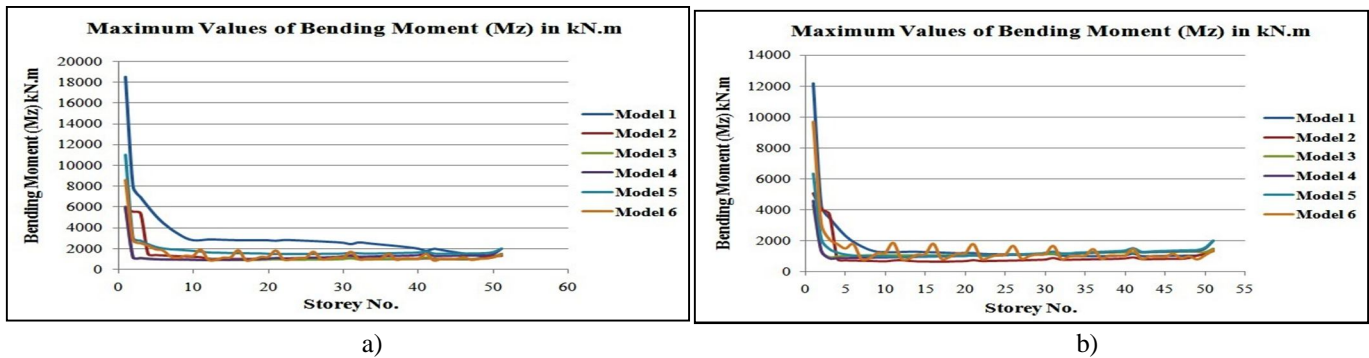 Maximum Values of Bending Moment (Mz) in kN.m
Bending Moment (Mz) kN.m
20000
18000
16000
14000
12000
10000
8000
6000
4000
2000
0
0 10 20 30 40 50 60
Storey No.
Model 1
Model 2
Model 3
Model 4
Model 5
Model 6
a)
Maximum Values of Bending Moment (Mz) in kN.m
Bending Moment (Mz) kN.m
14000
12000
10000
8000
6000
4000
2000
0
0 5 10 15 20 25 30 35 40 45 50 55
Storey No.
Model 1
Model 2
Model 3
Model 4
Model 5
Model 6
b)